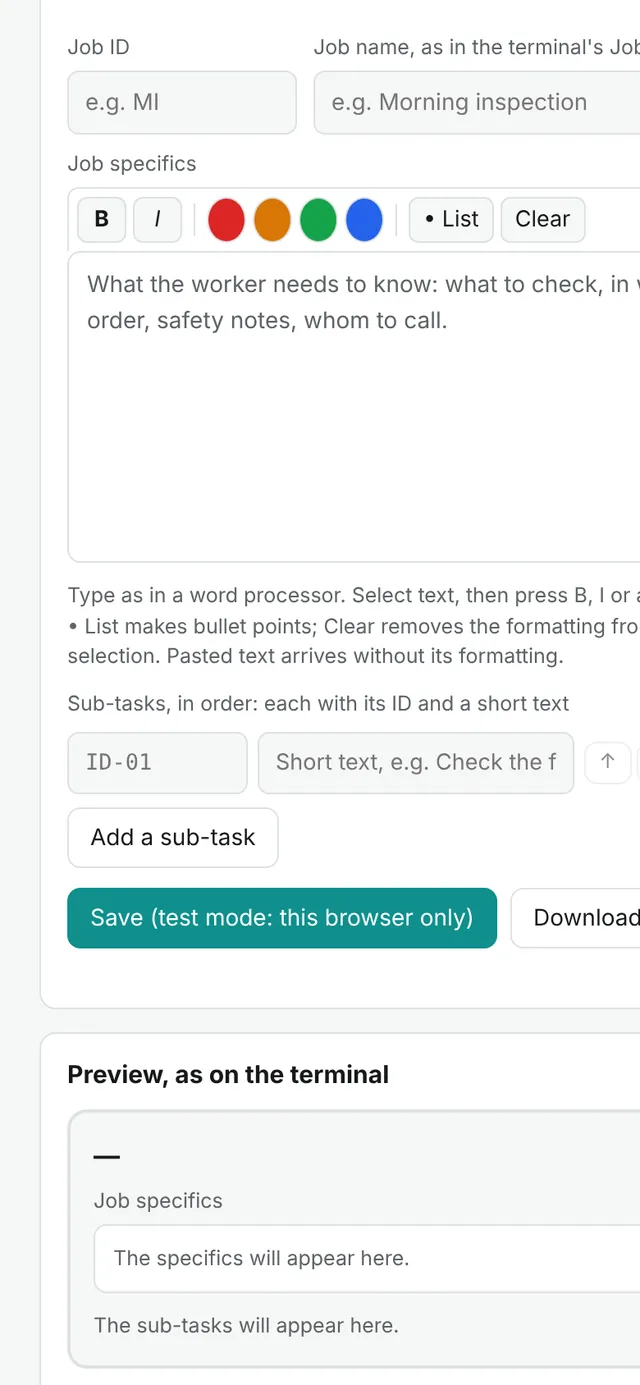 Job ID
Job name, as in the terminal's Job
e.g. MI
e.g. Morning inspection
Job specifics
B I • List Clear
What the worker needs to know: what to check, in
order, safety notes, whom to call.
Type as in a word processor. Select text, then press B, I or
• List makes bullet points; Clear removes the formatting
selection. Pasted text arrives without its formatting.
Sub-tasks, in order: each with its ID and a short text
ID-01
Short text, e.g. Check the f
↑
Add a sub-task
Save (test mode: this browser only)
Download
Preview, as on the terminal
—
Job specifics
The specifics will appear here.
The sub-tasks will appear here.